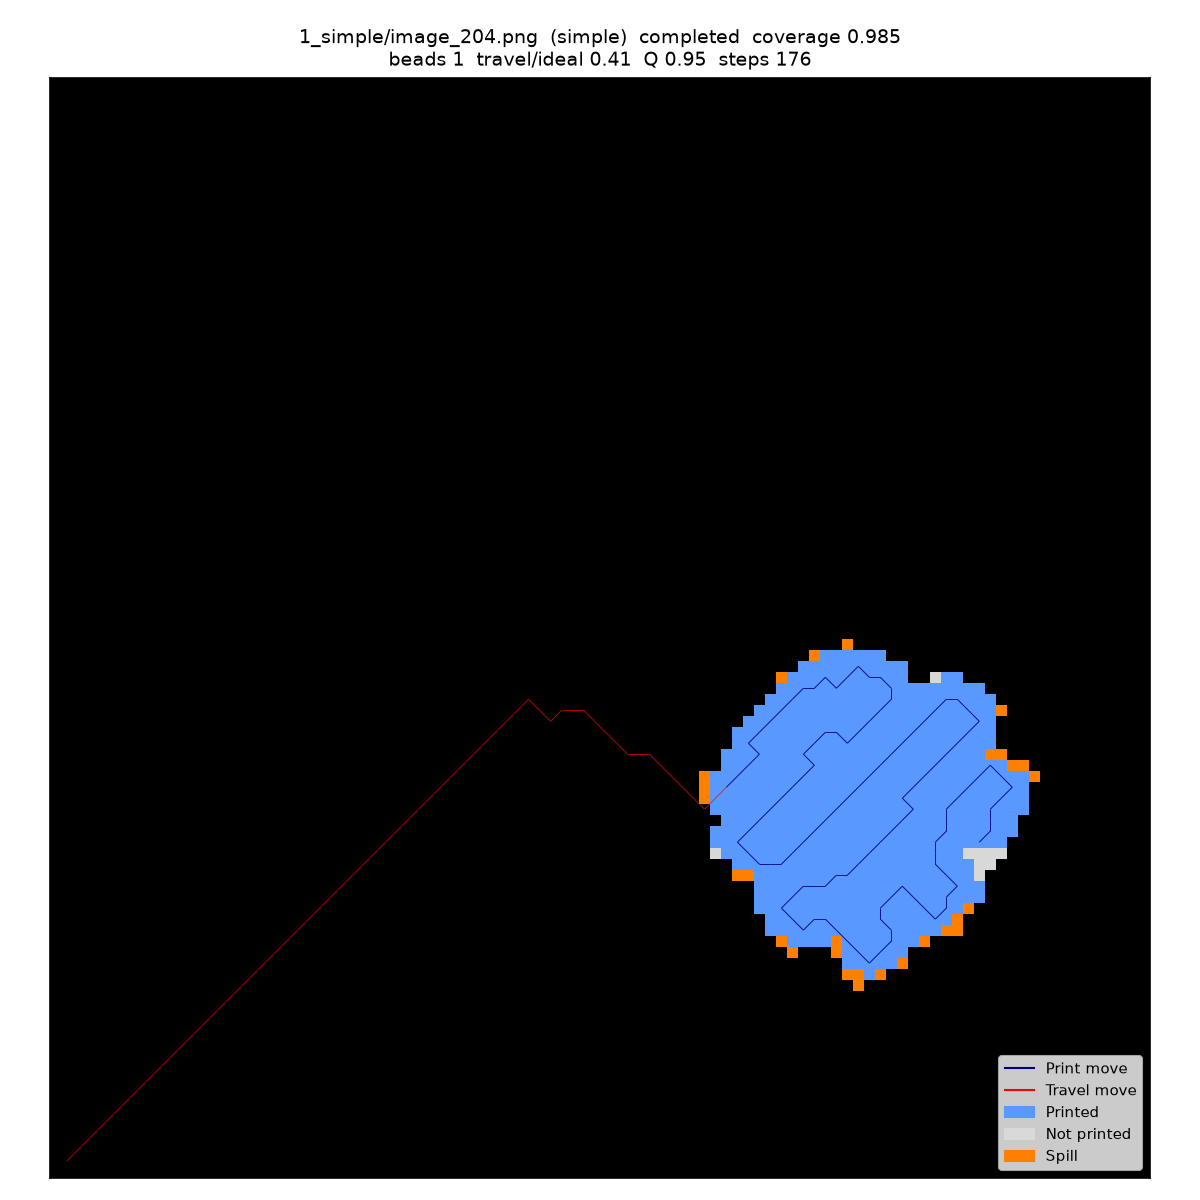 1_simple/image_204.png  (simple)  completed  coverage 0.985
beads 1  travel/ideal 0.41  Q 0.95  steps 176
Print move
Travel move
Printed
Not printed
Spill